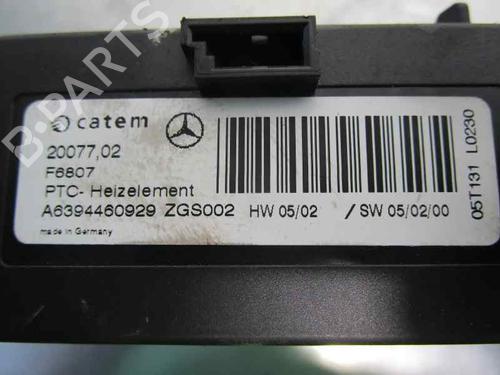 catem
20077,02
F6807
PTC- Heizelement
A6394460929 ZGS002 HW 05/02 /SW 05/02/00
made in Germany
05T131 L0230
B-PARTS